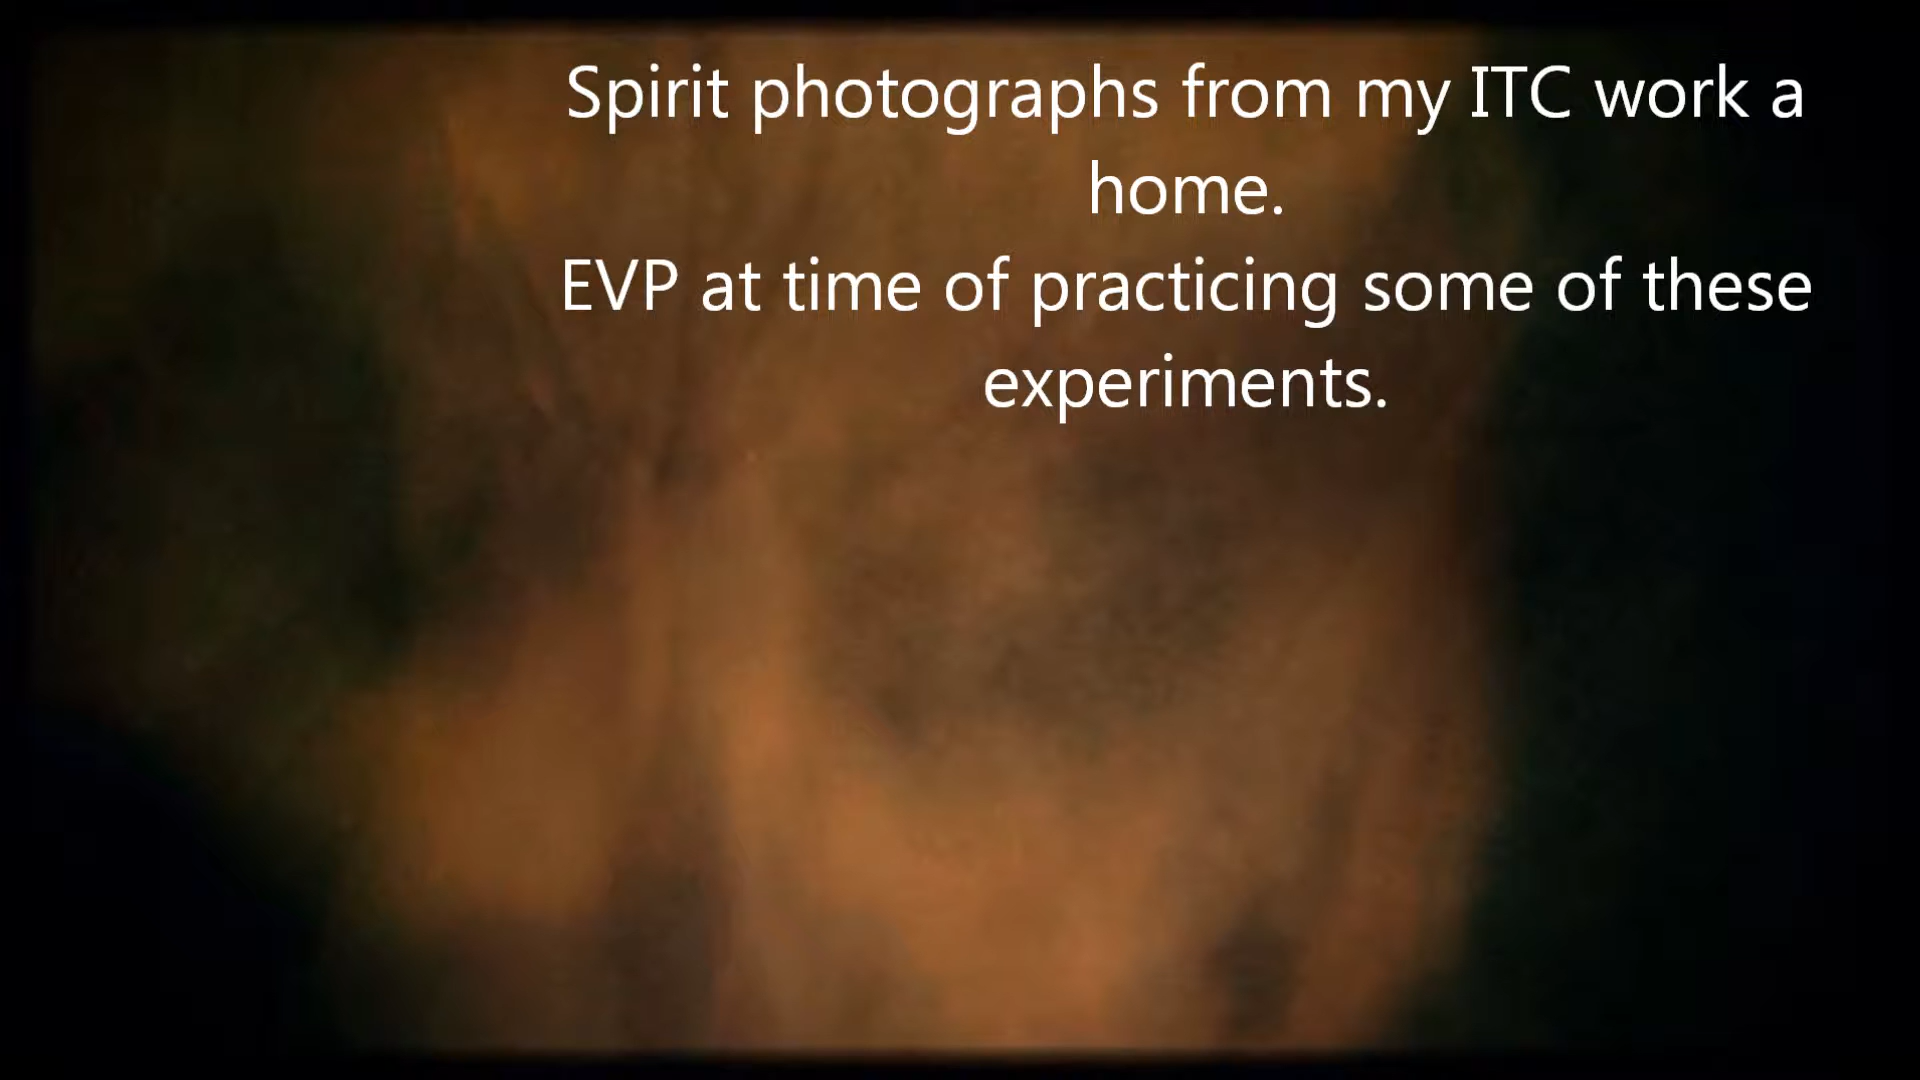 Spirit photographs from my ITC work a
home.
EVP at time of practicing some of these
experiments.